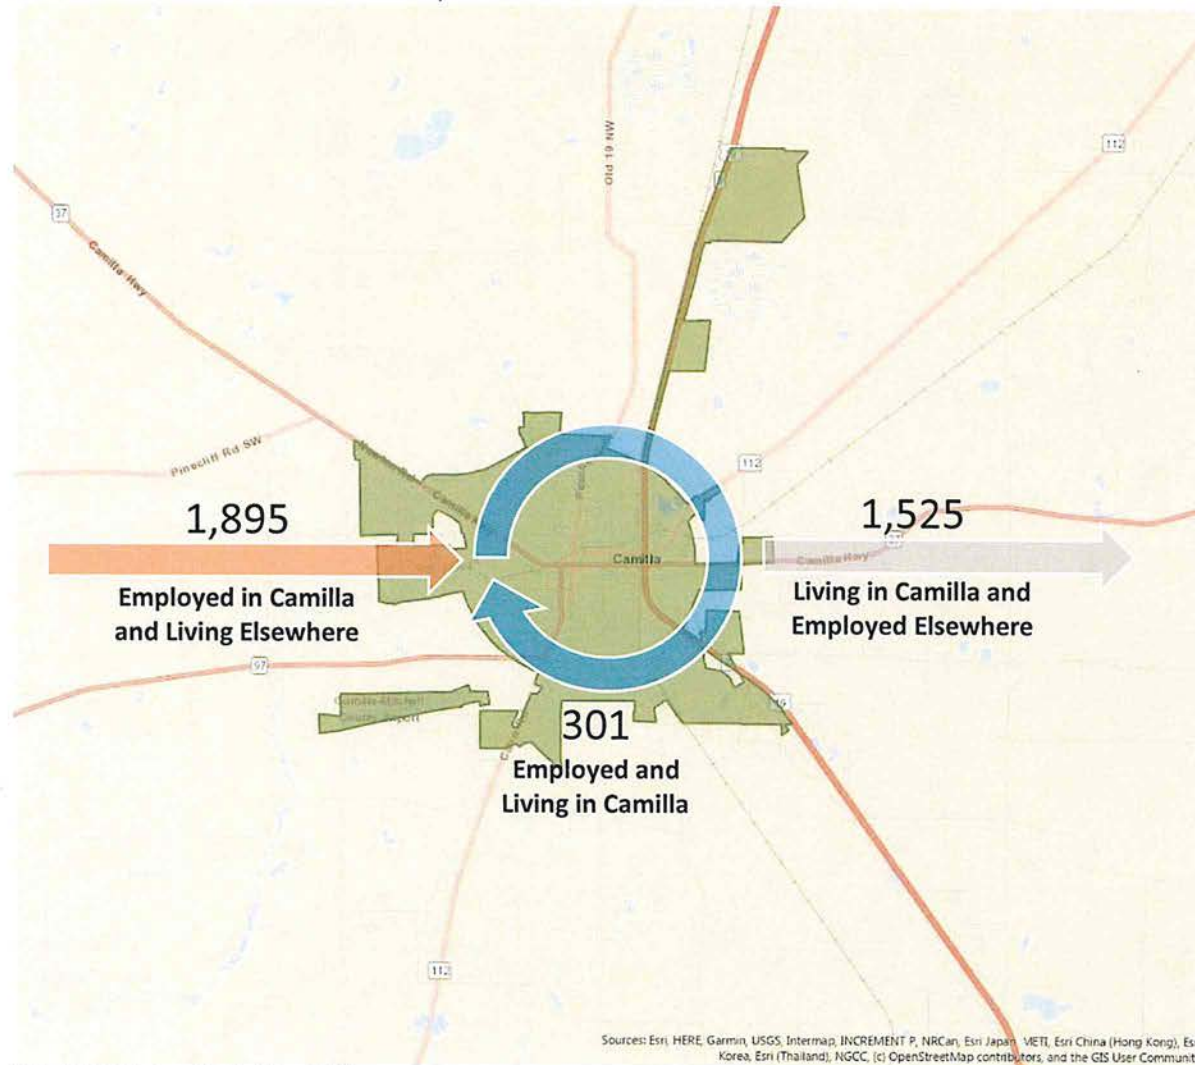 Old 19 NW
112
37
Camilla Hwy
Pinecliff Rd SW
112
1,895
1,525
Camilla
Camilla Hwy
Employed in Camilla
and Living Elsewhere
Living in Camilla and
Employed Elsewhere
97
301
Employed and
Living in Camilla
112
Sources: Esri, HERE, Garmin, USGS, Intermap, INCREMENT P, NRCan, Esri Japan, METI, Esri China (Hong Kong), Es
Korea, Esri (Thailand), NGCC, (c) OpenStreetMap contributors, and the GIS User Communit